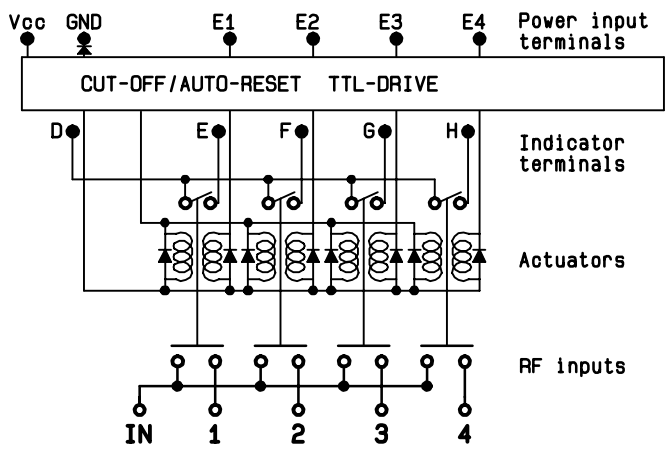 Vcc GND E1 E2 E3 E4 Power input
terminals
CUT-OFF/AUTO-RESET TTL-DRIVE
D E F G H Indicator
terminals
Actuators
RF inputs
IN 1 2 3 4